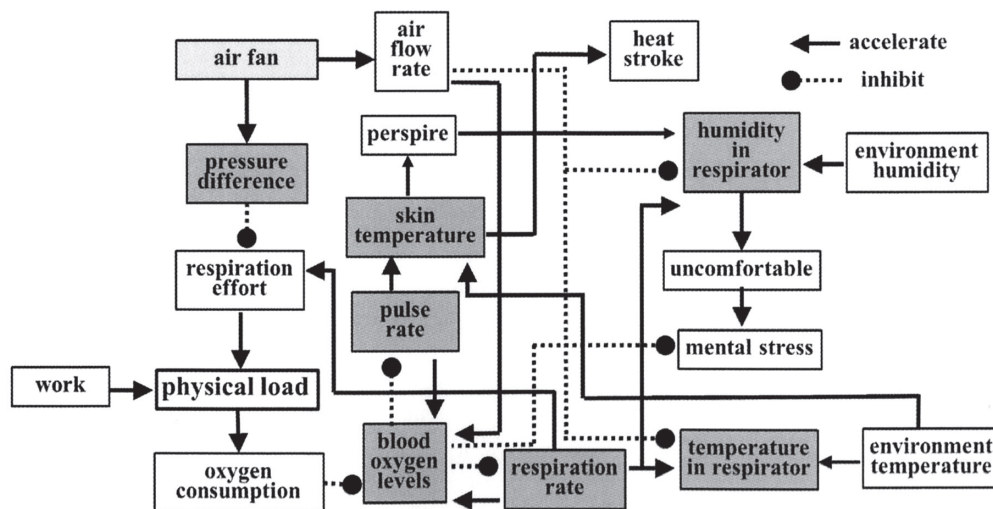 air fan
air
flow
rate
heat
stroke
accelerate
inhibit
perspire
humidity
in
respirator
environment
humidity
pressure
difference
skin
temperature
respiration
effort
uncomfortable
pulse
rate
mental stress
work
physical load
blood
oxygen
levels
respiration
rate
temperature
in respirator
environment
temperature
oxygen
consumption